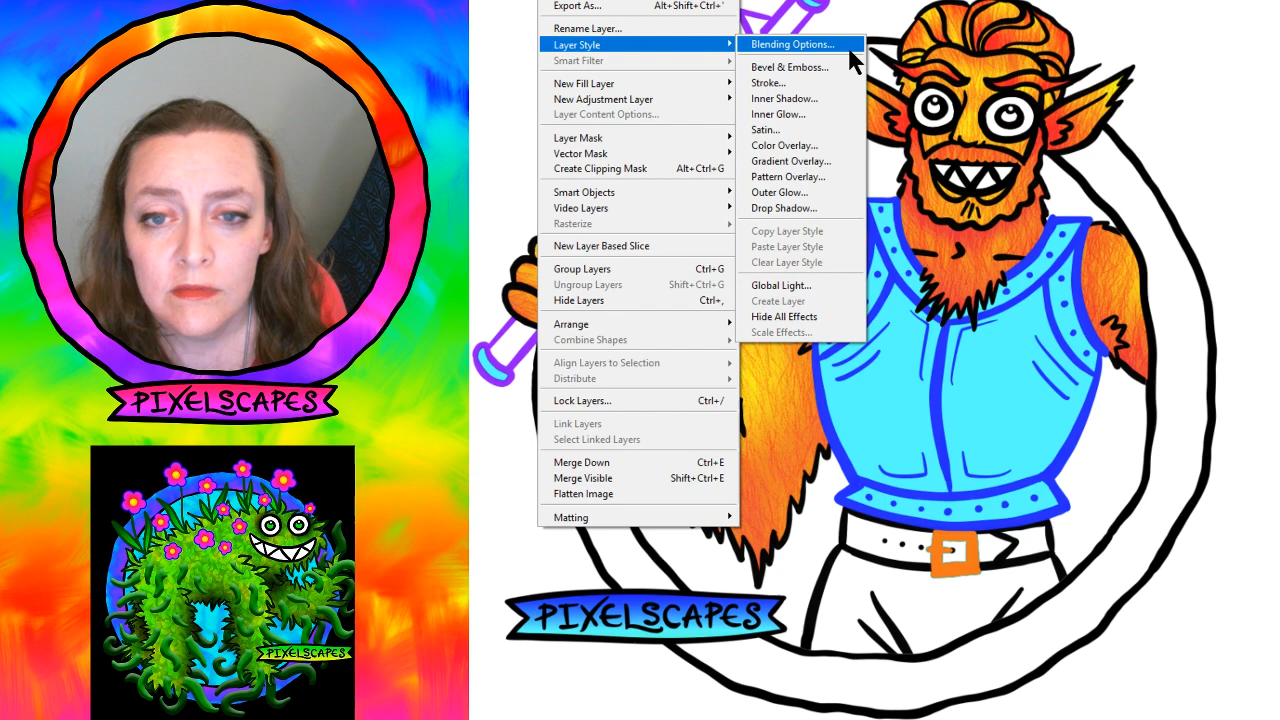 PIXELSCAPES
PIXELSCAPES
Export As... Alt+Shift+Ctrl+'
Rename Layer...
Layer Style
Smart Filter
New Fill Layer
New Adjustment Layer
Layer Content Options...
Layer Mask
Vector Mask
Create Clipping Mask Alt+Ctrl+G
Smart Objects
Video Layers
Rasterize
New Layer Based Slice
Group Layers Ctrl+G
Ungroup Layers Shift+Ctrl+G
Hide Layers Ctrl+,
Arrange
Combine Shapes
Align Layers to Selection
Distribute
Lock Layers... Ctrl+/
Link Layers
Select Linked Layers
Merge Down Ctrl+E
Merge Visible Shift+Ctrl+E
Flatten Image
Matting
Blending Options...
Bevel & Emboss...
Stroke...
Inner Shadow...
Inner Glow...
Satin...
Color Overlay...
Gradient Overlay...
Pattern Overlay...
Outer Glow...
Drop Shadow...
Copy Layer Style
Paste Layer Style
Clear Layer Style
Global Light...
Create Layer
Hide All Effects
Scale Effects...
PIXELSCAPES